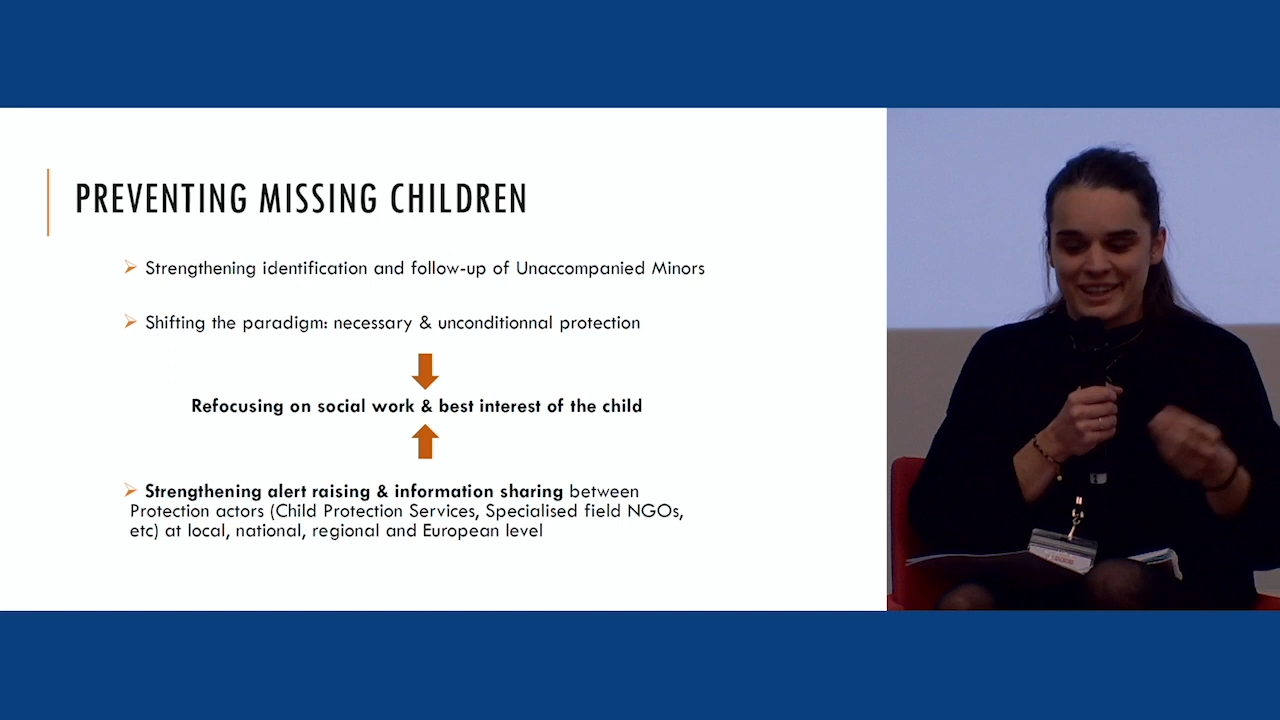 PREVENTING MISSING CHILDREN
Strengthening identification and follow-up of Unaccompanied Minors
Shifting the paradigm: necessary & unconditionnal protection
Refocusing on social work & best interest of the child
Strengthening alert raising & information sharing between
Protection actors (Child Protection Services, Specialised field NGOs,
etc) at local, national, regional and European level